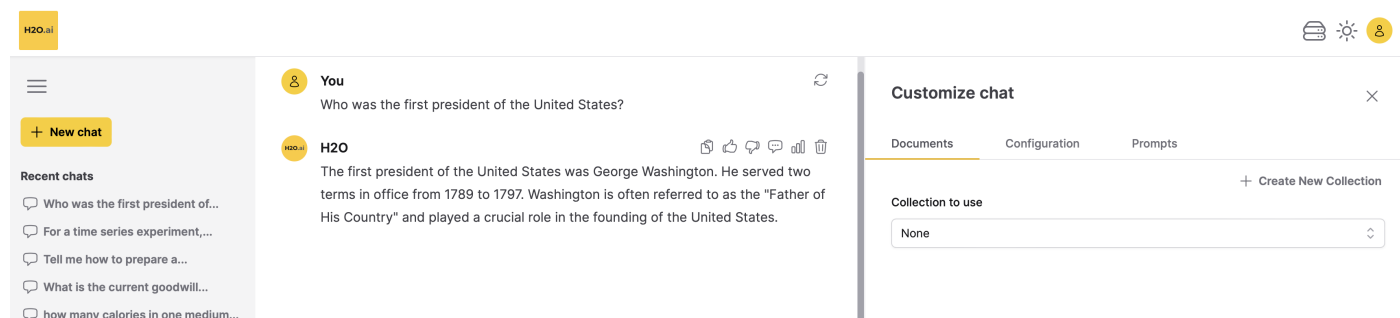 H2O.ai
New chat
Recent chats
Who was the first president of...
For a time series experiment,...
Tell me how to prepare a...
What is the current goodwill...
how many calories in one medium...
You
Who was the first president of the United States?
H2O.ai
H2O
The first president of the United States was George Washington. He served two
terms in office from 1789 to 1797. Washington is often referred to as the "Father of
His Country" and played a crucial role in the founding of the United States.
Customize chat
Documents Configuration Prompts
Create New Collection
Collection to use
None